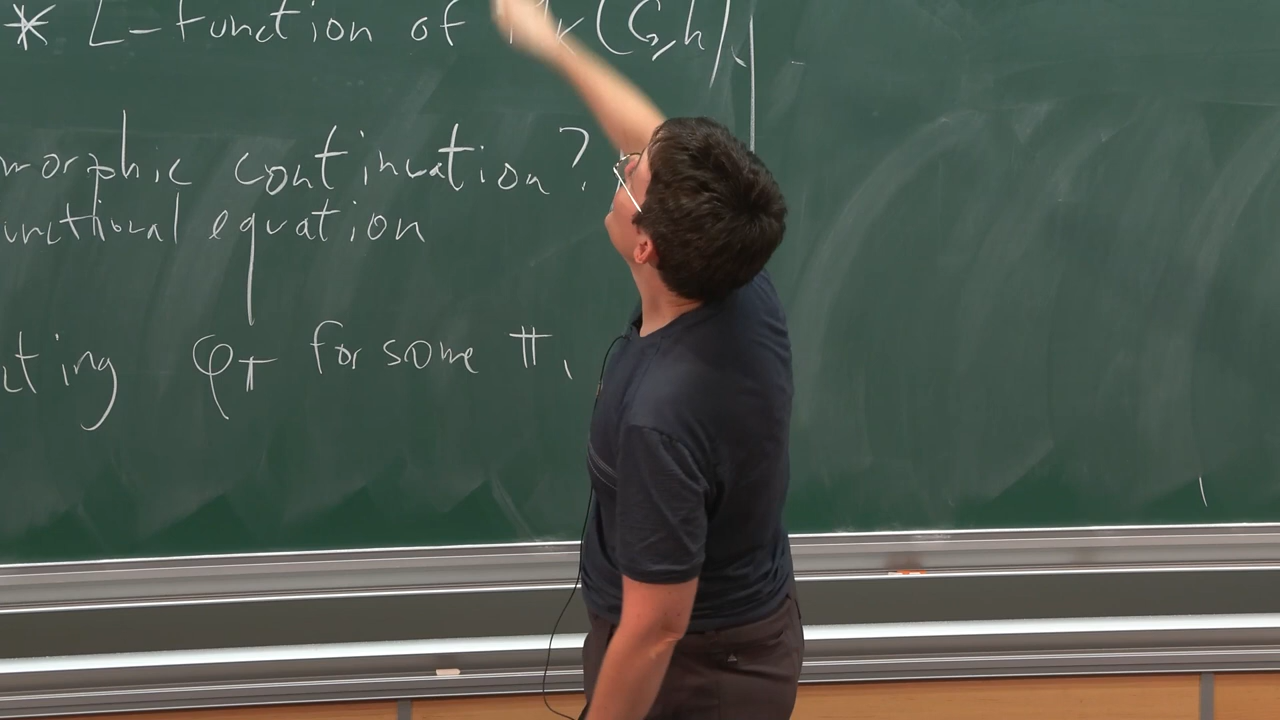 * L-function of (G,h),
morphic continuation?
unctional equation
ting φπ for some π,